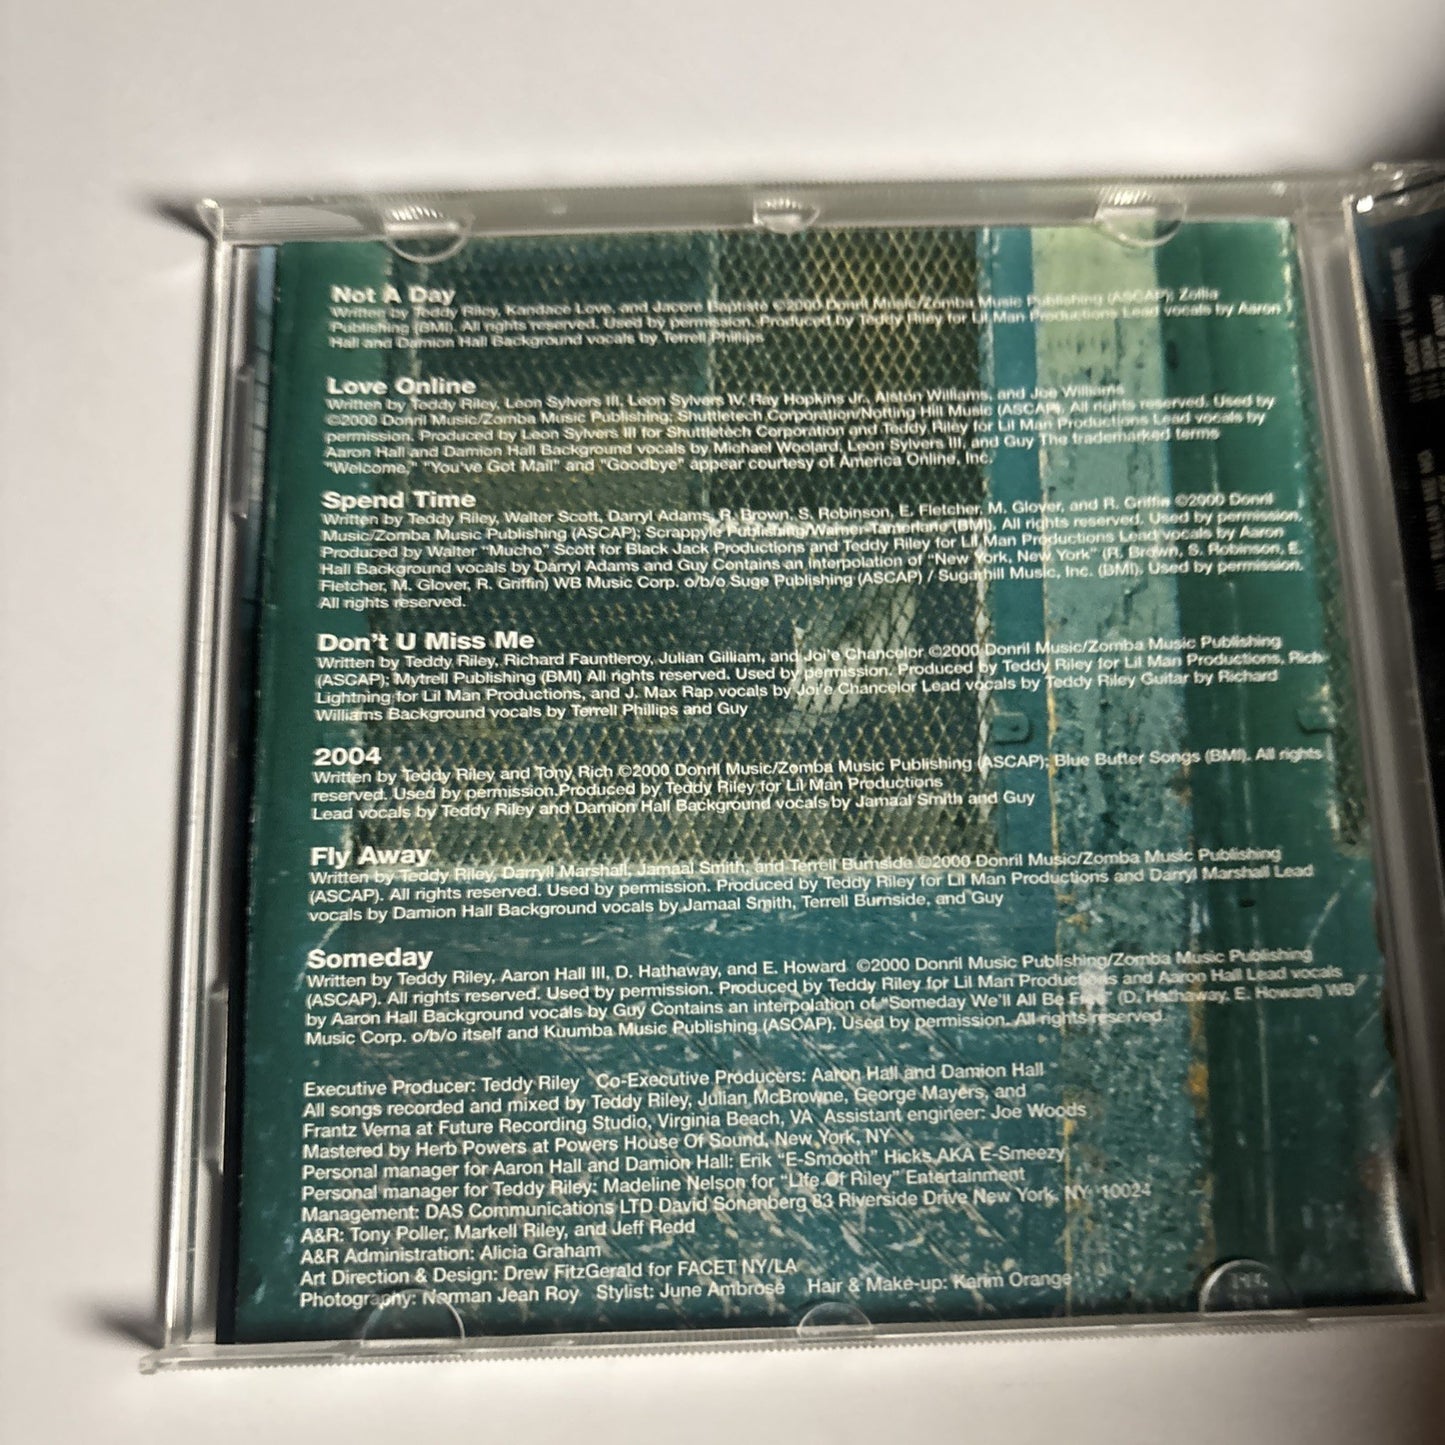 Not A Day
Written by Teddy Riley, Kandace Love, and Jacore Baptiste ©2000 Donril Music/Zomba Music Publishing (ASCAP); Zollia
Publishing (BMI). All rights reserved. Used by permission. Produced by Teddy Riley for Lil Man Productions Lead vocals by Aaron
Hall and Damion Hall Background vocals by Terrell Phillips
Love Online
Written by Teddy Riley, Leon Sylvers III, Leon Sylvers IV, Ray Hopkins Jr., Alston Williams, and Joe Williams
©2000 Donril Music/Zomba Music Publishing; Shuttletech Corporation/Notting Hill Music (ASCAP). All rights reserved. Used by
permission. Produced by Leon Sylvers III for Shuttletech Corporation and Teddy Riley for Lil Man Productions Lead vocals by
Aaron Hall and Damion Hall Background vocals by Michael Woolard, Leon Sylvers III, and Guy The trademarked terms
"Welcome," "You've Got Mail" and "Goodbye" appear courtesy of America Online, Inc.
Spend Time
Written by Teddy Riley, Walter Scott, Darryl Adams, R. Brown, S. Robinson, E. Fletcher, M. Glover, and R. Griffin ©2000 Donril
Music/Zomba Music Publishing (ASCAP); Scrappyle Publishing/Warner-Tamerlane (BMI). All rights reserved. Used by permission.
Produced by Walter "Mucho" Scott for Black Jack Productions and Teddy Riley for Lil Man Productions Lead vocals by Aaron
Hall Background vocals by Darryl Adams and Guy Contains an interpolation of "New York, New York" (R. Brown, S. Robinson, E.
Fletcher, M. Glover, R. Griffin) WB Music Corp. o/b/o Suge Publishing (ASCAP) / Sugarhill Music, Inc. (BMI). Used by permission.
All rights reserved.
Don't U Miss Me
Written by Teddy Riley, Richard Fauntleroy, Julian Gilliam, and Joi'e Chancelor ©2000 Donril Music/Zomba Music Publishing
(ASCAP); Mytrell Publishing (BMI) All rights reserved. Used by permission. Produced by Teddy Riley for Lil Man Productions, Rich
Lightning for Lil Man Productions, and J. Max Rap vocals by Joi'e Chancelor Lead vocals by Teddy Riley Guitar by Richard
Williams Background vocals by Terrell Phillips and Guy
2004
Written by Teddy Riley and Tony Rich ©2000 Donril Music/Zomba Music Publishing (ASCAP); Blue Butter Songs (BMI). All rights
reserved. Used by permission.Produced by Teddy Riley for Lil Man Productions
Lead vocals by Teddy Riley and Damion Hall Background vocals by Jamaal Smith and Guy
Fly Away
Written by Teddy Riley, Darryll Marshall, Jamaal Smith, and Terrell Burnside ©2000 Donril Music/Zomba Music Publishing
(ASCAP). All rights reserved. Used by permission. Produced by Teddy Riley for Lil Man Productions and Darryl Marshall Lead
vocals by Damion Hall Background vocals by Jamaal Smith, Terrell Burnside, and Guy
Someday
Written by Teddy Riley, Aaron Hall III, D. Hathaway, and E. Howard ©2000 Donril Music Publishing/Zomba Music Publishing
(ASCAP). All rights reserved. Used by permission. Produced by Teddy Riley for Lil Man Productions and Aaron Hall Lead vocals
by Aaron Hall Background vocals by Guy Contains an interpolation of "Someday We'll All Be Free" (D. Hathaway, E. Howard) WB
Music Corp. o/b/o itself and Kuumba Music Publishing (ASCAP). Used by permission. All rights reserved.
Executive Producer: Teddy Riley Co-Executive Producers: Aaron Hall and Damion Hall
All songs recorded and mixed by Teddy Riley, Julian McBrowne, George Mayers, and
Frantz Verna at Future Recording Studio, Virginia Beach, VA Assistant engineer: Joe Woods
Mastered by Herb Powers at Powers House Of Sound, New York, NY
Personal manager for Aaron Hall and Damion Hall: Erik "E-Smooth" Hicks AKA E-Smeezy
Personal manager for Teddy Riley: Madeline Nelson for "Life Of Riley" Entertainment
Management: DAS Communications LTD David Sonenberg 83 Riverside Drive New York, NY 10024
A&R: Tony Poller, Markell Riley, and Jeff Redd
A&R Administration: Alicia Graham
Art Direction & Design: Drew FitzGerald for FACET NY/LA
Photography: Norman Jean Roy Stylist: June Ambrose Hair & Make-up: Karim Orange